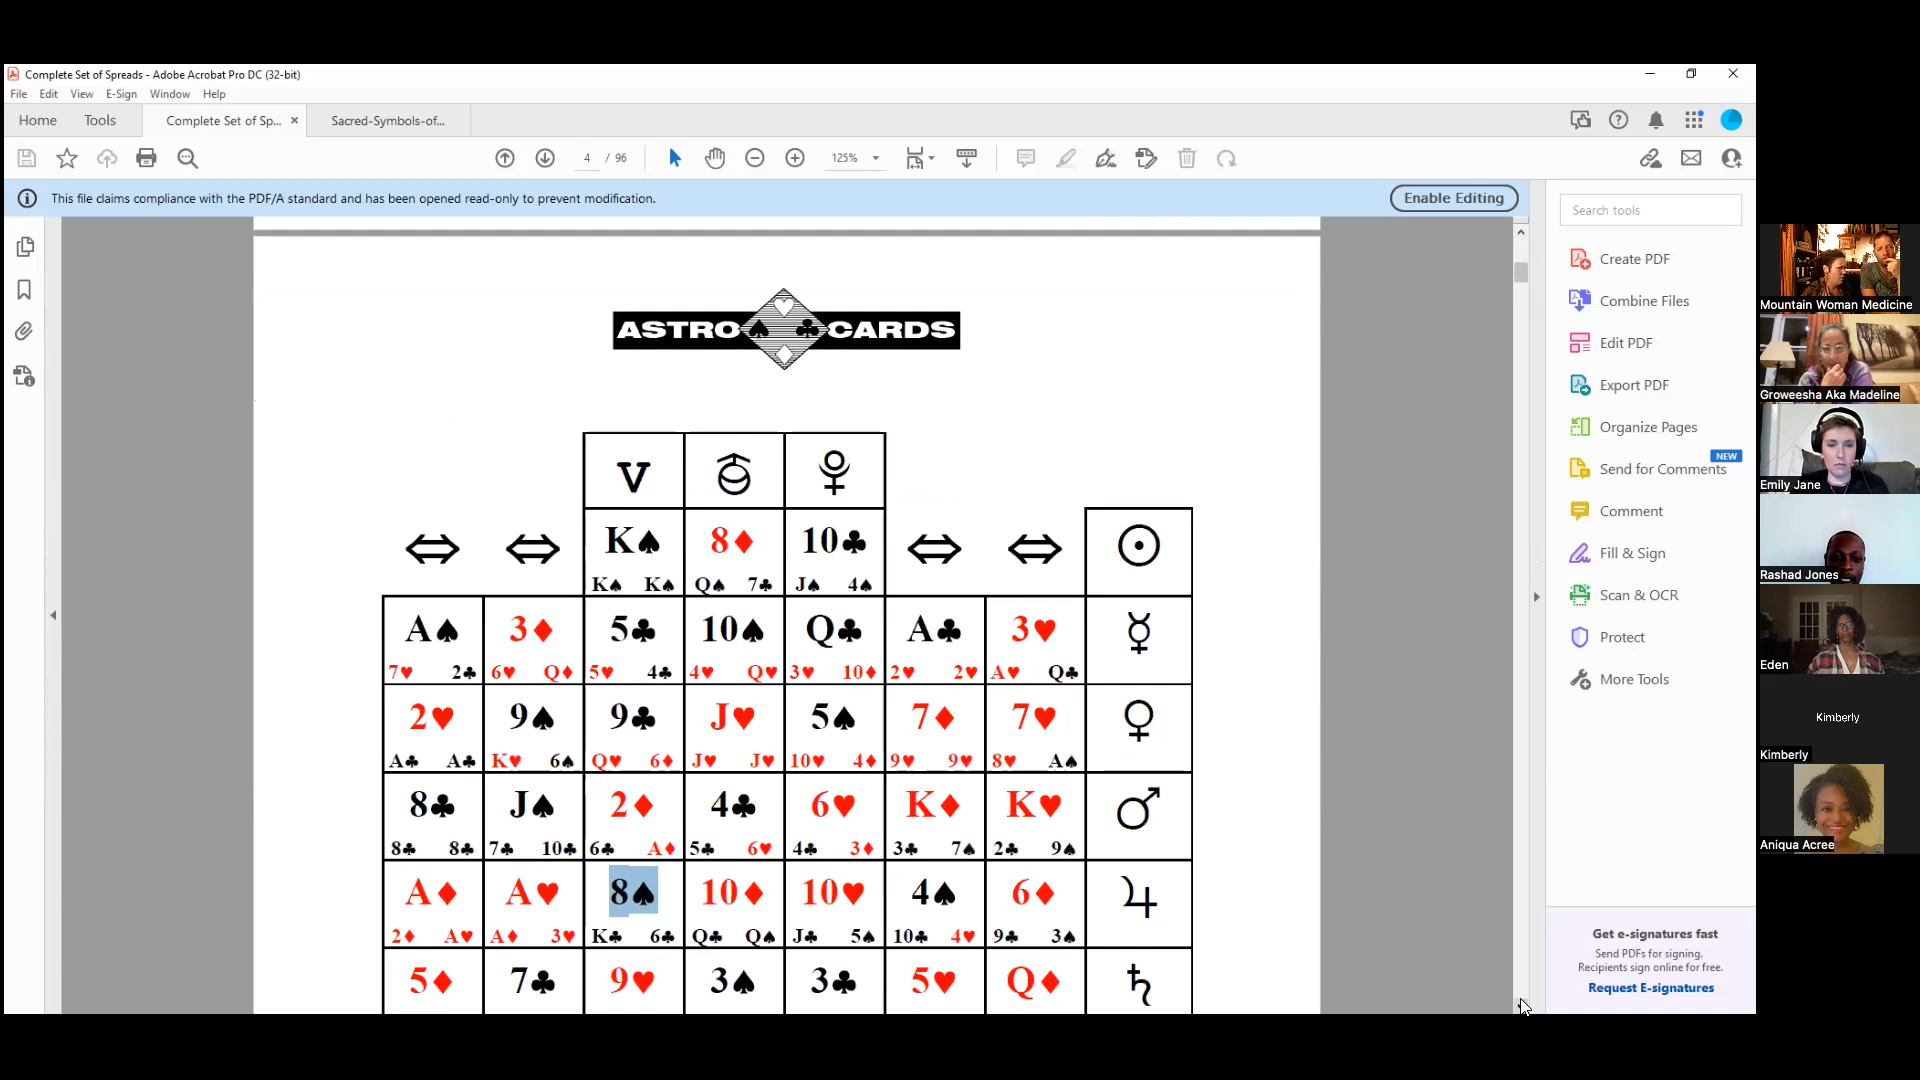 Complete Set of Spreads - Adobe Acrobat Pro DC (32-bit)
File Edit View E-Sign Window Help
Home Tools Complete Set of Sp... × Sacred-Symbols-of...
4 / 96 125%
This file claims compliance with the PDF/A standard and has been opened read-only to prevent modification.
Enable Editing
Search tools
Create PDF
Combine Files
Edit PDF
Export PDF
Organize Pages
NEW
Send for Comments
Comment
Fill & Sign
Scan & OCR
Protect
More Tools
Get e-signatures fast
Send PDFs for signing.
Recipients sign online for free.
Request E-signatures
ASTRO CARDS
V
K♠ 8♦ 10♣
K♠ K♠ Q♠ 7♣ J♠ 4♠
A♠ 3♦ 5♣ 10♠ Q♣ A♣ 3♥
7♥ 2♣ 6♥ Q♦ 5♥ 4♣ 4♥ Q♥ 3♥ 10♦ 2♥ 2♥ A♥ Q♣
2♥ 9♠ 9♣ J♥ 5♠ 7♦ 7♥
A♣ A♣ K♥ 6♠ Q♥ 6♦ J♥ J♥ 10♥ 4♦ 9♥ 9♥ 8♥ A♠
8♣ J♠ 2♦ 4♣ 6♥ K♦ K♥
8♣ 8♣ 7♣ 10♣ 6♣ A♦ 5♣ 6♥ 4♣ 3♦ 3♣ 7♠ 2♣ 9♠
A♦ A♥ 8♠ 10♦ 10♥ 4♠ 6♦
2♦ A♥ A♦ 3♥ K♣ 6♣ Q♣ Q♠ J♣ 5♠ 10♣ 4♥ 9♣ 3♠
5♦ 7♣ 9♥ 3♠ 3♣ 5♥ Q♦
Mountain Woman Medicine
Groweesha Aka Madeline
Emily Jane
Rashad Jones
Eden
Kimberly
Kimberly
Aniqua Acree